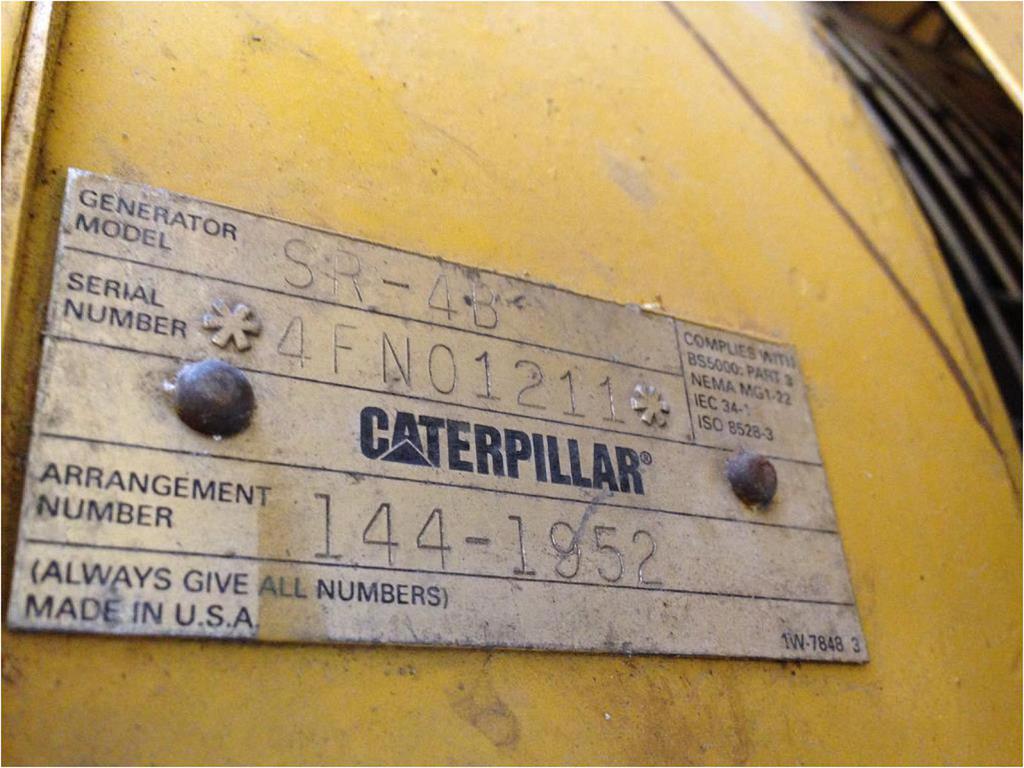 GENERATOR
MODEL SR-4B
SERIAL
NUMBER *4FN01211*
COMPLIES WITH
BS5000: PART 3
NEMA MG1-22
IEC 34-1
ISO 8528-3
CATERPILLAR®
ARRANGEMENT
NUMBER 144-1952
(ALWAYS GIVE ALL NUMBERS)
MADE IN U.S.A.
1W-7848 3